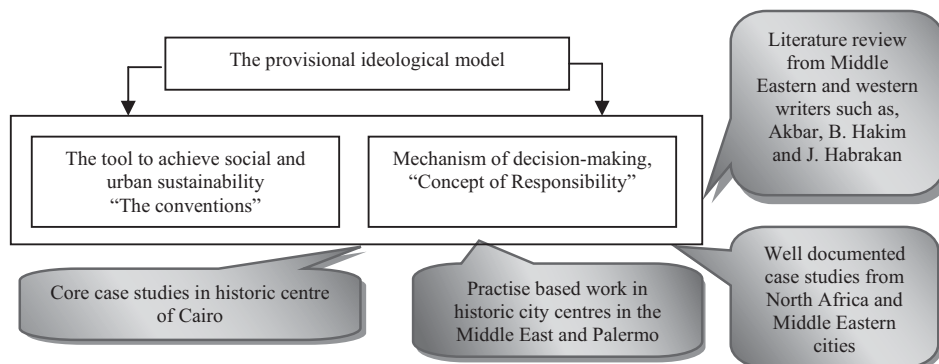 The provisional ideological model
The tool to achieve social and
urban sustainability
“The conventions”
Mechanism of decision-making,
“Concept of Responsibility”
Literature review
from Middle
Eastern and western
writers such as,
Akbar, B. Hakim
and J. Habrakan
Core case studies in historic centre
of Cairo
Practise based work in
historic city centres in the
Middle East and Palermo
Well documented
case studies from
North Africa and
Middle Eastern
cities